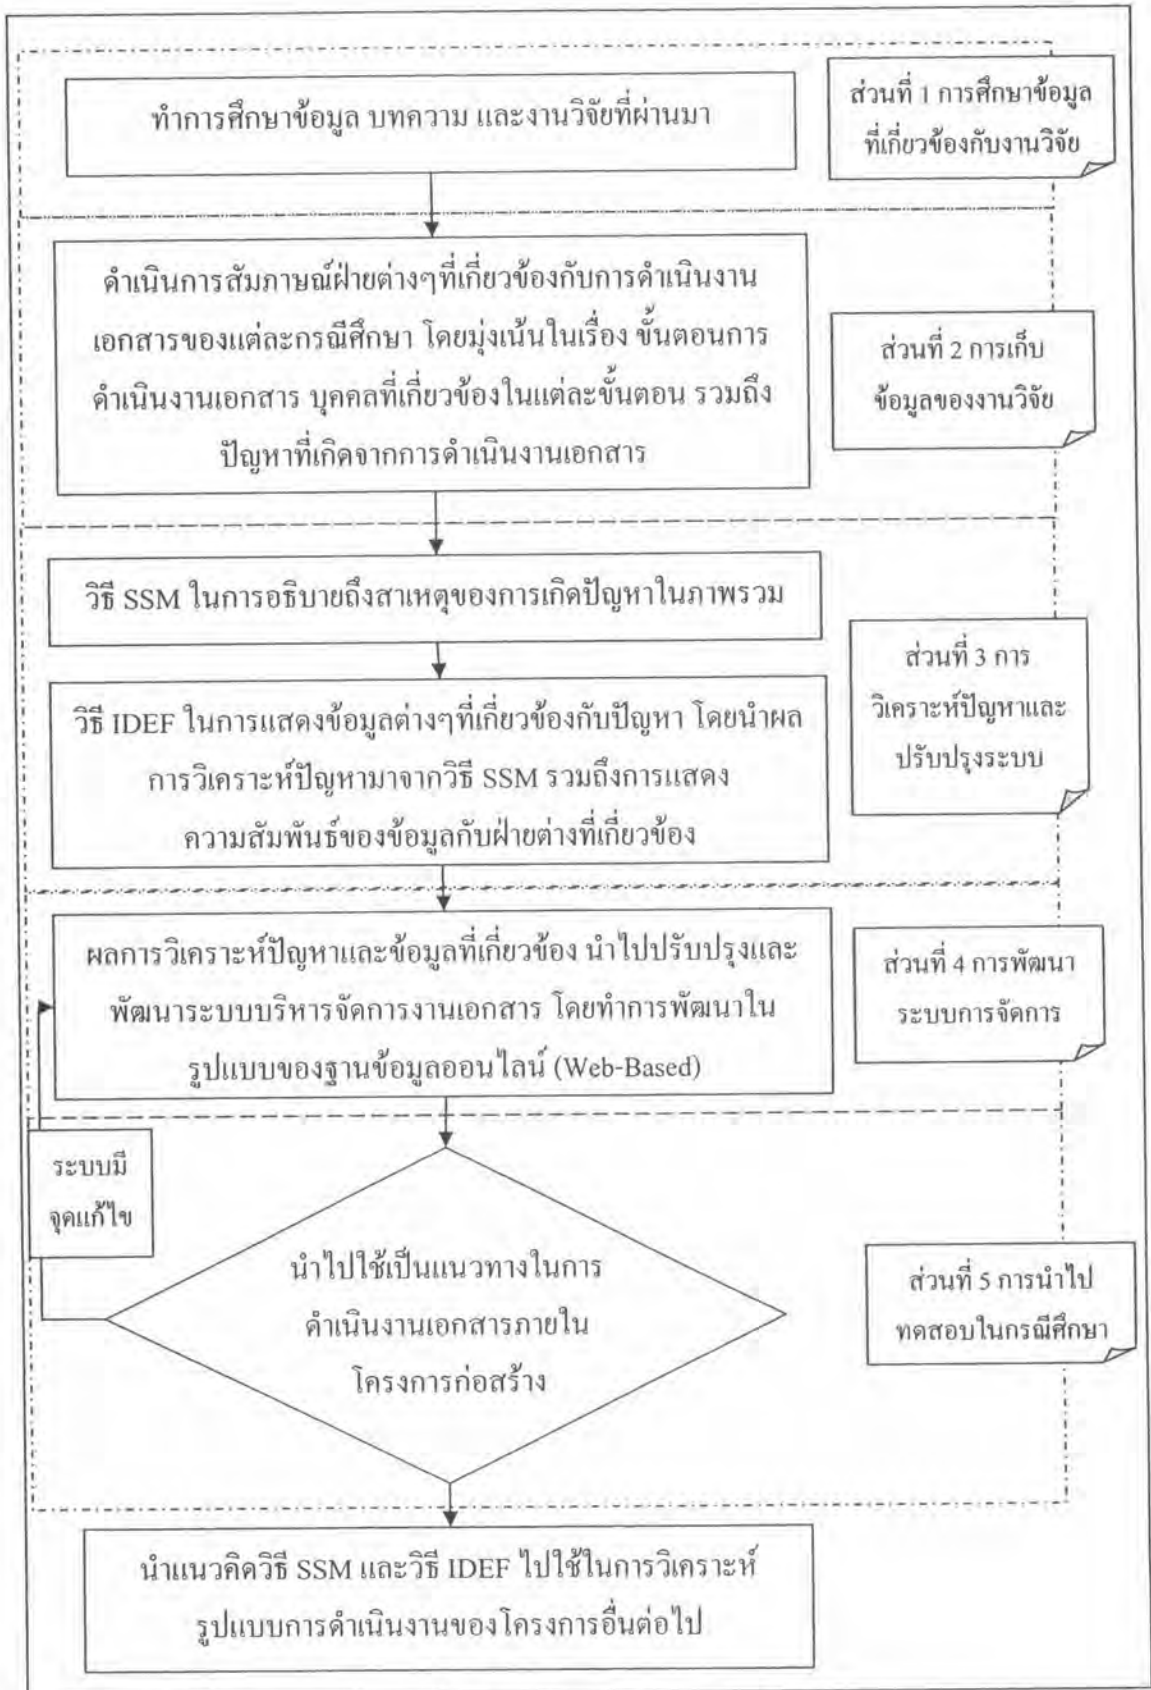 ทำการศึกษาข้อมูล บทความ และงานวิจัยที่ผ่านมา
ส่วนที่ 1 การศึกษาข้อมูล
ที่เกี่ยวข้องกับงานวิจัย
ดำเนินการสัมภาษณ์ฝ่ายต่างๆที่เกี่ยวข้องกับการดำเนินงาน
เอกสารของแต่ละกรณีศึกษา โดยมุ่งเน้นในเรื่อง ขั้นตอนการ
ดำเนินงานเอกสาร บุคคลที่เกี่ยวข้องในแต่ละขั้นตอน รวมถึง
ปัญหาที่เกิดจากการดำเนินงานเอกสาร
ส่วนที่ 2 การเก็บ
ข้อมูลของงานวิจัย
วิธี SSM ในการอธิบายถึงสาเหตุของการเกิดปัญหาในภาพรวม
วิธี IDEF ในการแสดงข้อมูลต่างๆที่เกี่ยวข้องกับปัญหา โดยนำผล
การวิเคราะห์ปัญหามาจากวิธี SSM รวมถึงการแสดง
ความสัมพันธ์ของข้อมูลกับฝ่ายต่างที่เกี่ยวข้อง
ส่วนที่ 3 การ
วิเคราะห์ปัญหาและ
ปรับปรุงระบบ
ผลการวิเคราะห์ปัญหาและข้อมูลที่เกี่ยวข้อง นำไปปรับปรุงและ
พัฒนาระบบบริหารจัดการงานเอกสาร โดยทำการพัฒนาใน
รูปแบบของฐานข้อมูลออนไลน์ (Web-Based)
ส่วนที่ 4 การพัฒนา
ระบบการจัดการ
ระบบมี
จุดแก้ไข
นำไปใช้เป็นแนวทางในการ
ดำเนินงานเอกสารภายใน
โครงการก่อสร้าง
ส่วนที่ 5 การนำไป
ทดสอบในกรณีศึกษา
นำแนวคิดวิธี SSM และวิธี IDEF ไปใช้ในการวิเคราะห์
รูปแบบการดำเนินงานของโครงการอื่นต่อไป